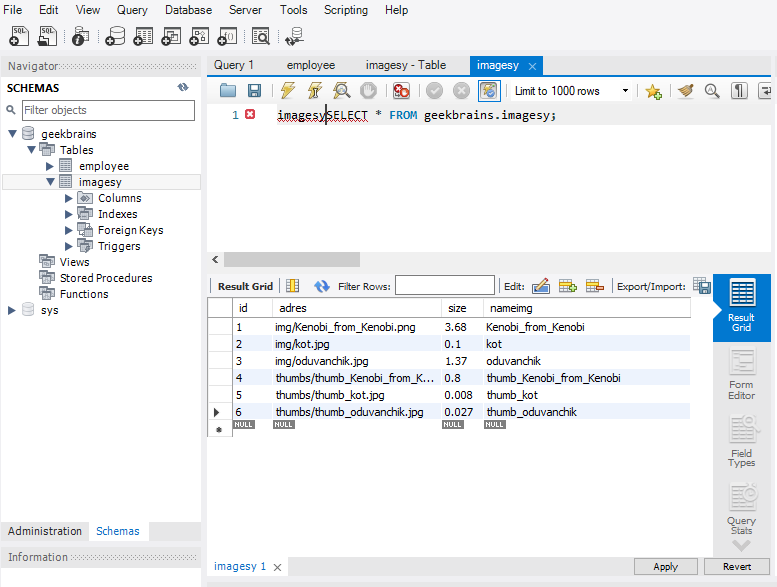 File Edit View Query Database Server Tools Scripting Help
Navigator
SCHEMAS
Filter objects
geekbrains
Tables
employee
imagesy
Columns
Indexes
Foreign Keys
Triggers
Views
Stored Procedures
Functions
sys
Administration Schemas
Information
Query 1 employee imagesy - Table imagesy
Limit to 1000 rows
1 imagesySELECT * FROM geekbrains.imagesy;
Result Grid Filter Rows: Edit: Export/Import:
id adres size nameimg
1 img/Kenobi_from_Kenobi.png 3.68 Kenobi_from_Kenobi
2 img/kot.jpg 0.1 kot
3 img/oduvanchik.jpg 1.37 oduvanchik
4 thumbs/thumb_Kenobi_from_K... 0.8 thumb_Kenobi_from_Kenobi
5 thumbs/thumb_kot.jpg 0.008 thumb_kot
6 thumbs/thumb_oduvanchik.jpg 0.027 thumb_oduvanchik
NULL NULL NULL NULL
Result
Grid
Form
Editor
Field
Types
Query
Stats
imagesy 1
Apply Revert